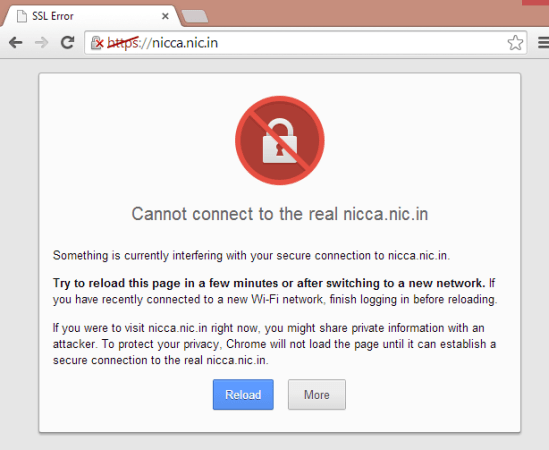 SSL Error
https://nicca.nic.in
Cannot connect to the real nicca.nic.in
Something is currently interfering with your secure connection to nicca.nic.in.
Try to reload this page in a few minutes or after switching to a new network. If
you have recently connected to a new Wi-Fi network, finish logging in before reloading.
If you were to visit nicca.nic.in right now, you might share private information with an
attacker. To protect your privacy, Chrome will not load the page until it can establish a
secure connection to the real nicca.nic.in.
Reload More